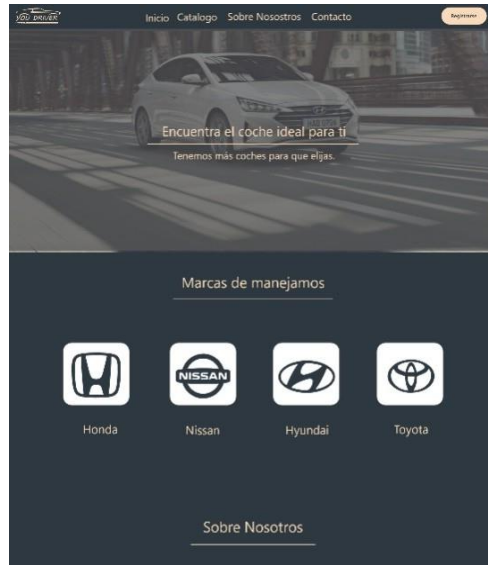 YOU DRIVER
Inicio Catalogo Sobre Nosostros Contacto
Registrarse
Encuentra el coche ideal para ti
Tenemos más coches para que elijas.
Marcas de manejamos
NISSAN
Honda Nissan Hyundai Toyota
Sobre Nosotros